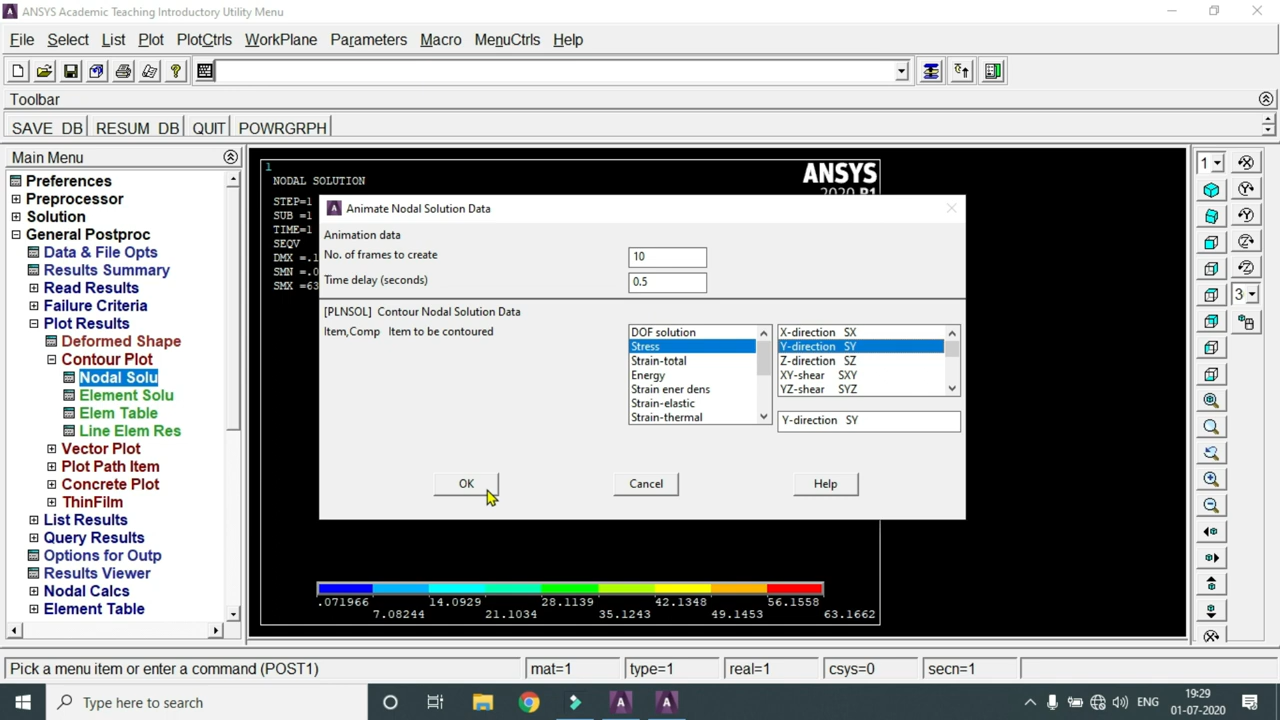 ANSYS Academic Teaching Introductory Utility Menu
File Select List Plot PlotCtrls WorkPlane Parameters Macro MenuCtrls Help
Toolbar
SAVE_DB RESUM_DB QUIT POWRGRPH
Main Menu
Preferences
Preprocessor
Solution
General Postproc
Data & File Opts
Results Summary
Read Results
Failure Criteria
Plot Results
Deformed Shape
Contour Plot
Nodal Solu
Element Solu
Elem Table
Line Elem Res
Vector Plot
Plot Path Item
Concrete Plot
ThinFilm
List Results
Query Results
Options for Outp
Results Viewer
Nodal Calcs
Element Table
1
NODAL SOLUTION
ANSYS
2020 R1
STEP=1
SUB =1
TIME=1
SEQV
DMX =.1
SMN =.0
SMX =63
Animate Nodal Solution Data
Animation data
No. of frames to create 10
Time delay (seconds) 0.5
[PLNSOL] Contour Nodal Solution Data
Item,Comp Item to be contoured
DOF solution
Stress
Strain-total
Energy
Strain ener dens
Strain-elastic
Strain-thermal
X-direction SX
Y-direction SY
Z-direction SZ
XY-shear SXY
YZ-shear SYZ
Y-direction SY
OK Cancel Help
.071966 14.0929 28.1139 42.1348 56.1558
7.08244 21.1034 35.1243 49.1453 63.1662
1
3
Pick a menu item or enter a command (POST1) mat=1 type=1 real=1 csys=0 secn=1
Type here to search
ENG
19:29
01-07-2020